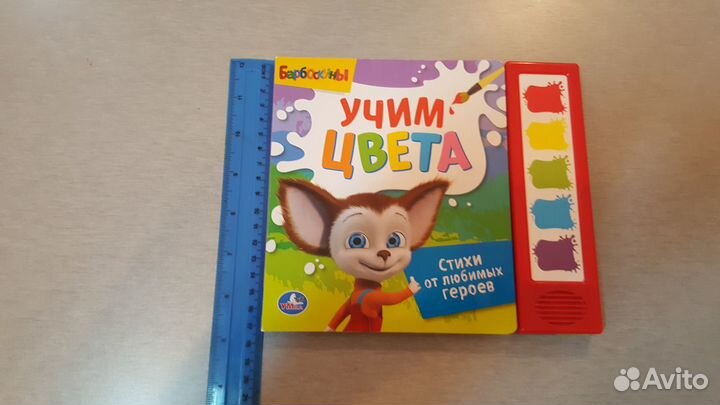 Барбоскины
УЧИМ
ЦВЕТА
СТИХИ
ОТ ЛЮБИМЫХ
ГЕРОЕВ
Умка
Avito